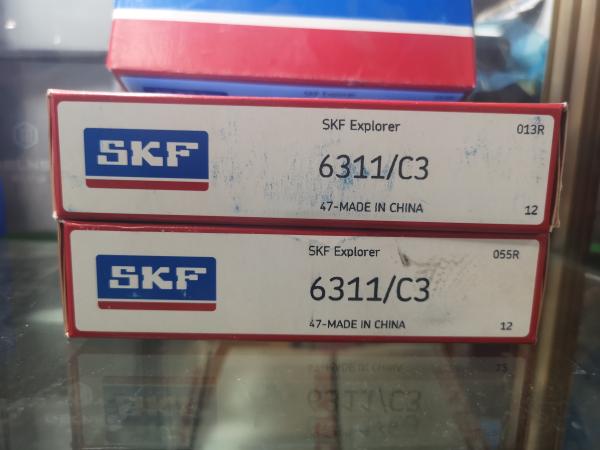 SKF Explorer
013R
SKF
6311/C3
47-MADE IN CHINA
12
SKF Explorer
055R
SKF
6311/C3
47-MADE IN CHINA
12